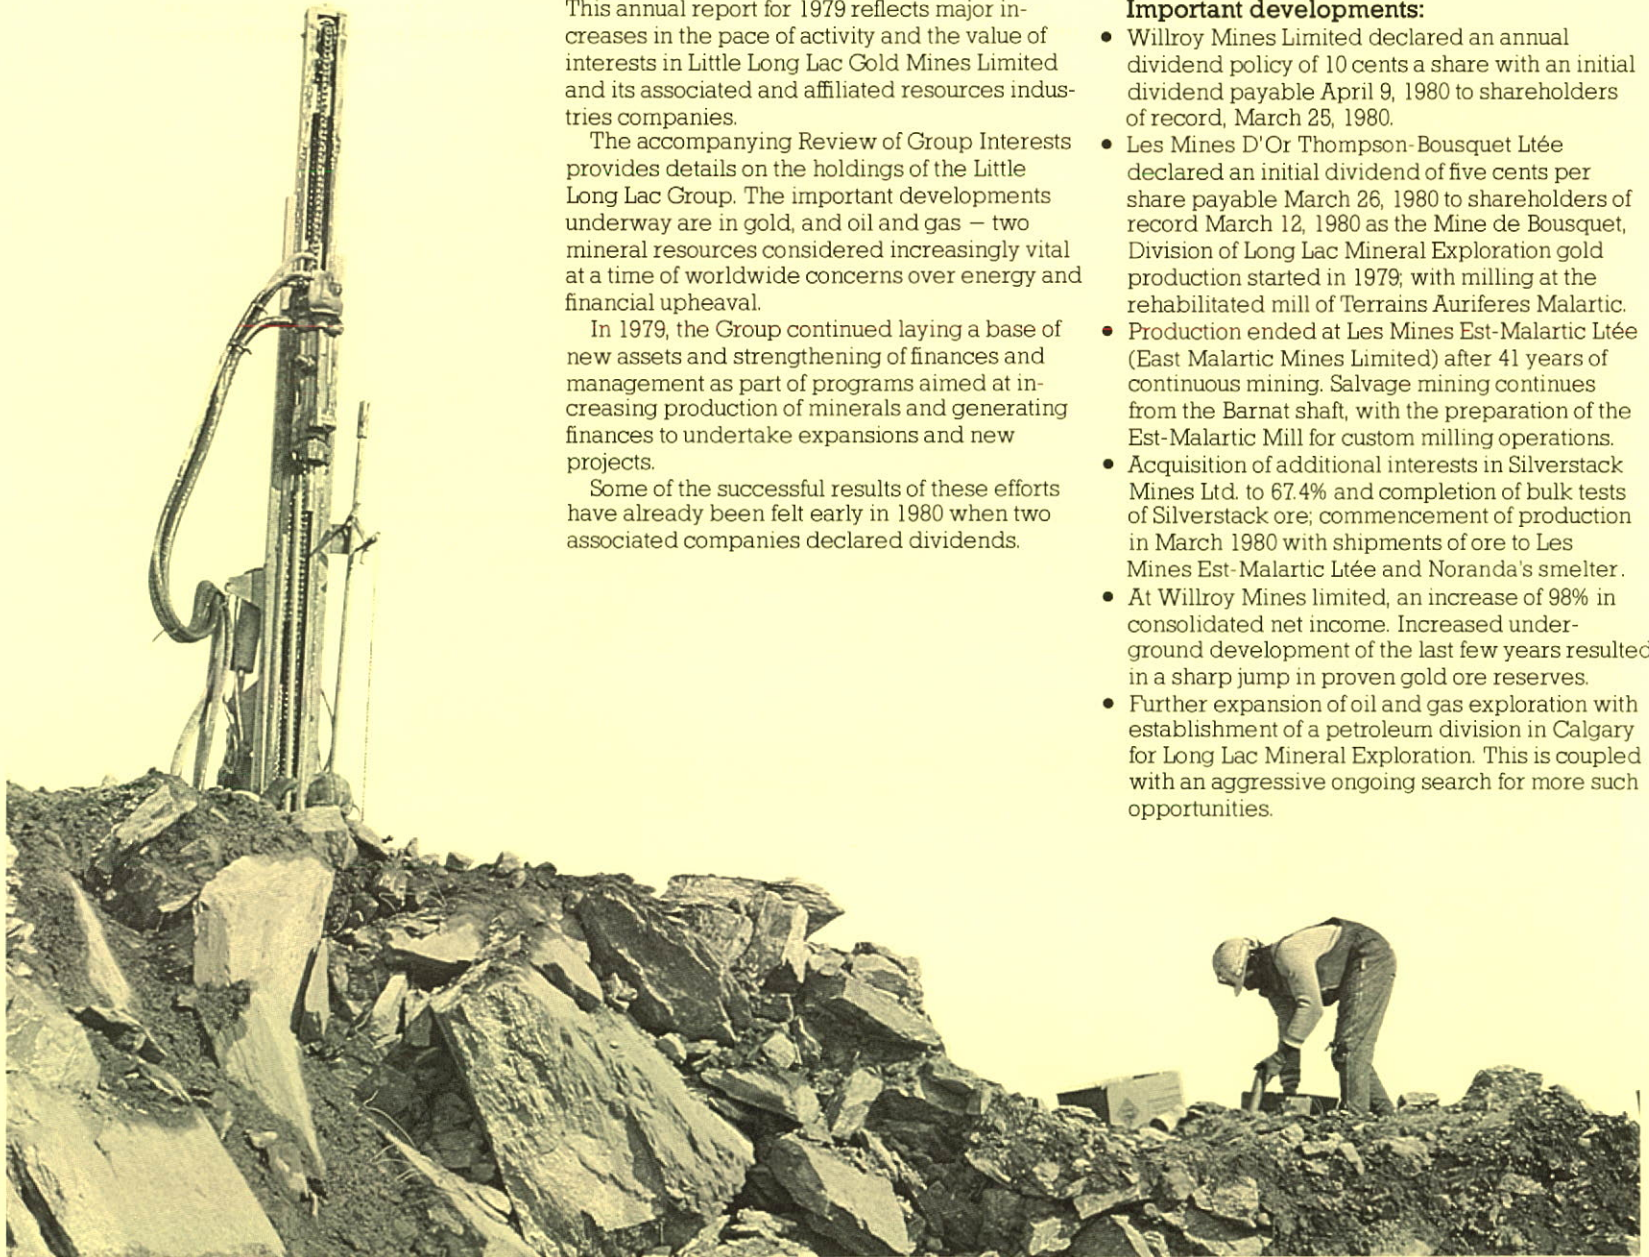 This annual report for 1979 reflects major in-
creases in the pace of activity and the value of
interests in Little Long Lac Gold Mines Limited
and its associated and affiliated resources indus-
tries companies.
The accompanying Review of Group Interests
provides details on the holdings of the Little
Long Lac Group. The important developments
underway are in gold, and oil and gas — two
mineral resources considered increasingly vital
at a time of worldwide concerns over energy and
financial upheaval.
In 1979, the Group continued laying a base of
new assets and strengthening of finances and
management as part of programs aimed at in-
creasing production of minerals and generating
finances to undertake expansions and new
projects.
Some of the successful results of these efforts
have already been felt early in 1980 when two
associated companies declared dividends.
Important developments:
• Willroy Mines Limited declared an annual
dividend policy of 10 cents a share with an initial
dividend payable April 9, 1980 to shareholders
of record, March 25, 1980.
• Les Mines D'Or Thompson-Bousquet Ltée
declared an initial dividend of five cents per
share payable March 26, 1980 to shareholders of
record March 12, 1980 as the Mine de Bousquet,
Division of Long Lac Mineral Exploration gold
production started in 1979; with milling at the
rehabilitated mill of Terrains Auriferes Malartic.
• Production ended at Les Mines Est-Malartic Ltée
(East Malartic Mines Limited) after 41 years of
continuous mining. Salvage mining continues
from the Barnat shaft, with the preparation of the
Est-Malartic Mill for custom milling operations.
• Acquisition of additional interests in Silverstack
Mines Ltd. to 67.4% and completion of bulk tests
of Silverstack ore; commencement of production
in March 1980 with shipments of ore to Les
Mines Est-Malartic Ltée and Noranda's smelter.
• At Willroy Mines limited, an increase of 98% in
consolidated net income. Increased under-
ground development of the last few years resulted
in a sharp jump in proven gold ore reserves.
• Further expansion of oil and gas exploration with
establishment of a petroleum division in Calgary
for Long Lac Mineral Exploration. This is coupled
with an aggressive ongoing search for more such
opportunities.